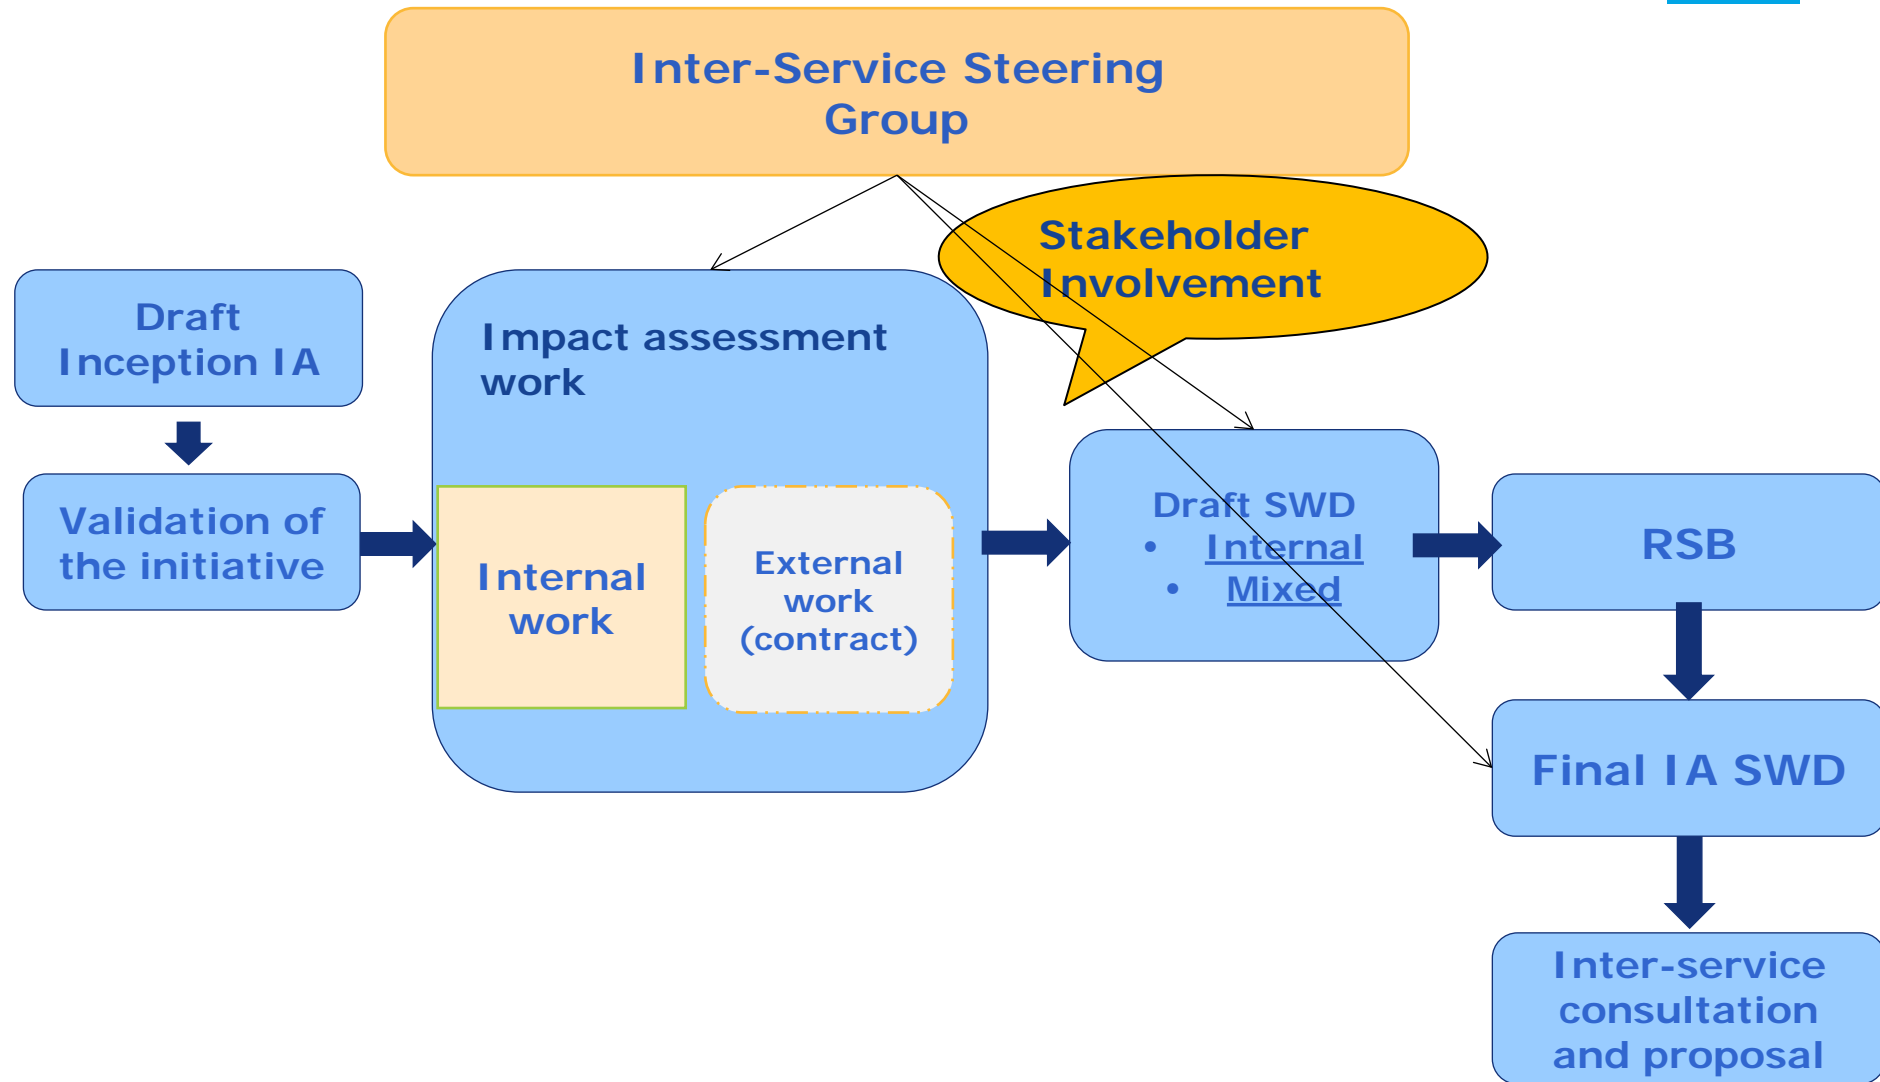 Inter-Service Steering
Group
Stakeholder
Involvement
Draft
Inception IA
Validation of
the initiative
Impact assessment
work
Internal
work
External
work
(contract)
Draft SWD
• Internal
• Mixed
RSB
Final IA SWD
Inter-service
consultation
and proposal